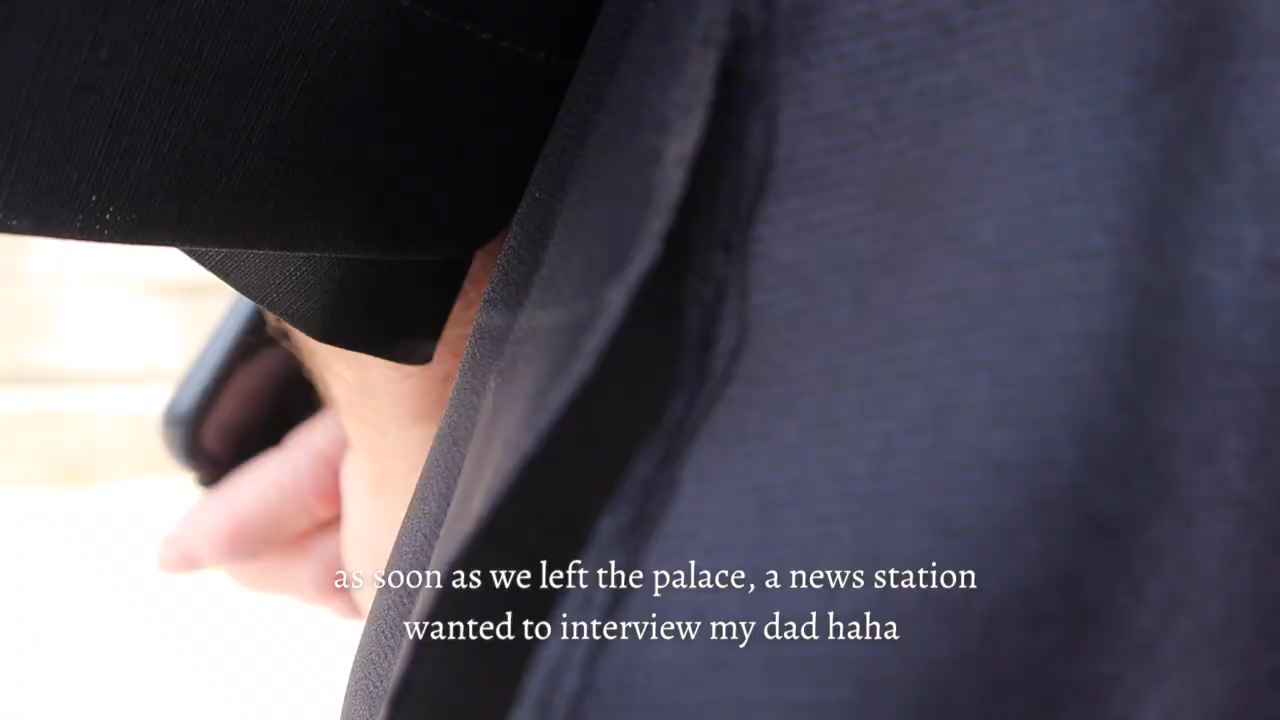 as soon as we left the palace, a news station
wanted to interview my dad haha